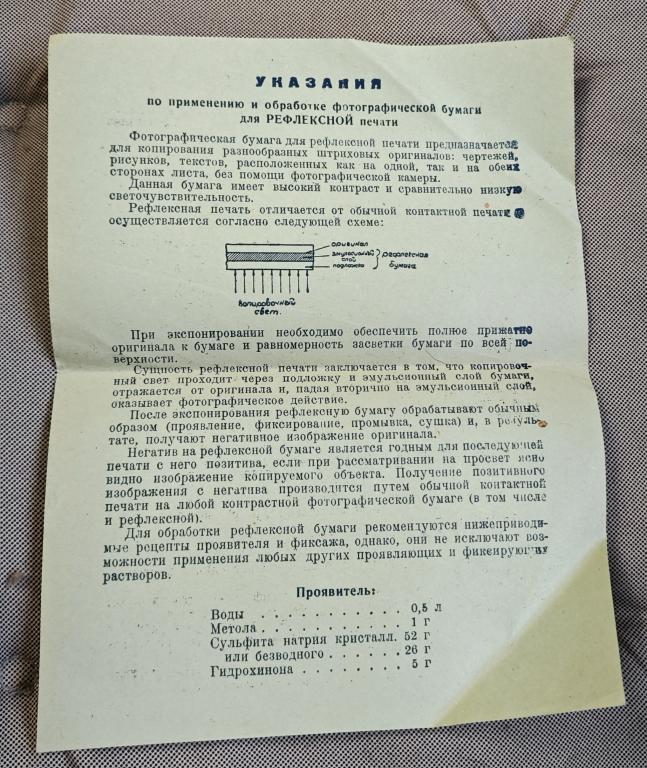 УКАЗАНИЯ
по применению и обработке фотографической бумаги
для РЕФЛЕКСНОЙ печати
Фотографическая бумага для рефлексной печати предназначается
для копирования разнообразных штриховых оригиналов: чертежей,
рисунков, текстов, расположенных как на одной, так и на обеих
сторонах листа, без помощи фотографической камеры.
Данная бумага имеет высокий контраст и сравнительно низкую
светочувствительность.
Рефлексная печать отличается от обычной контактной печати и
осуществляется согласно следующей схеме:
оригинал
эмульсионный
слой
подложка
рефлексная
бумага
Копировочный
свет.
При экспонировании необходимо обеспечить полное прижатие
оригинала к бумаге и равномерность засветки бумаги по всей по-
верхности.
Сущность рефлексной печати заключается в том, что копировоч-
ный свет проходит через подложку и эмульсионный слой бумаги,
отражается от оригинала и, падая вторично на эмульсионный слой,
оказывает фотографическое действие.
После экспонирования рефлексную бумагу обрабатывают обычным
образом (проявление, фиксирование, промывка, сушка) и, в резуль-
тате, получают негативное изображение оригинала.
Негатив на рефлексной бумаге является годным для последующей
печати с него позитива, если при рассматривании на просвет ясно
видно изображение копируемого объекта. Получение позитивного
изображения с негатива производится путем обычной контактной
печати на любой контрастной фотографической бумаге (в том числе
и рефлексной).
Для обработки рефлексной бумаги рекомендуются нижеприводи-
мые рецепты проявителя и фиксажа, однако, они не исключают воз-
можности применения любых других проявляющих и фиксирующих
растворов.
Проявитель:
Воды . . . . . . . . . . . 0,5 л
Метола . . . . . . . . . . . 1 г
Сульфита натрия кристалл. 52 г
или безводного . . . . . . 26 г
Гидрохинона . . . . . . . . 5 г